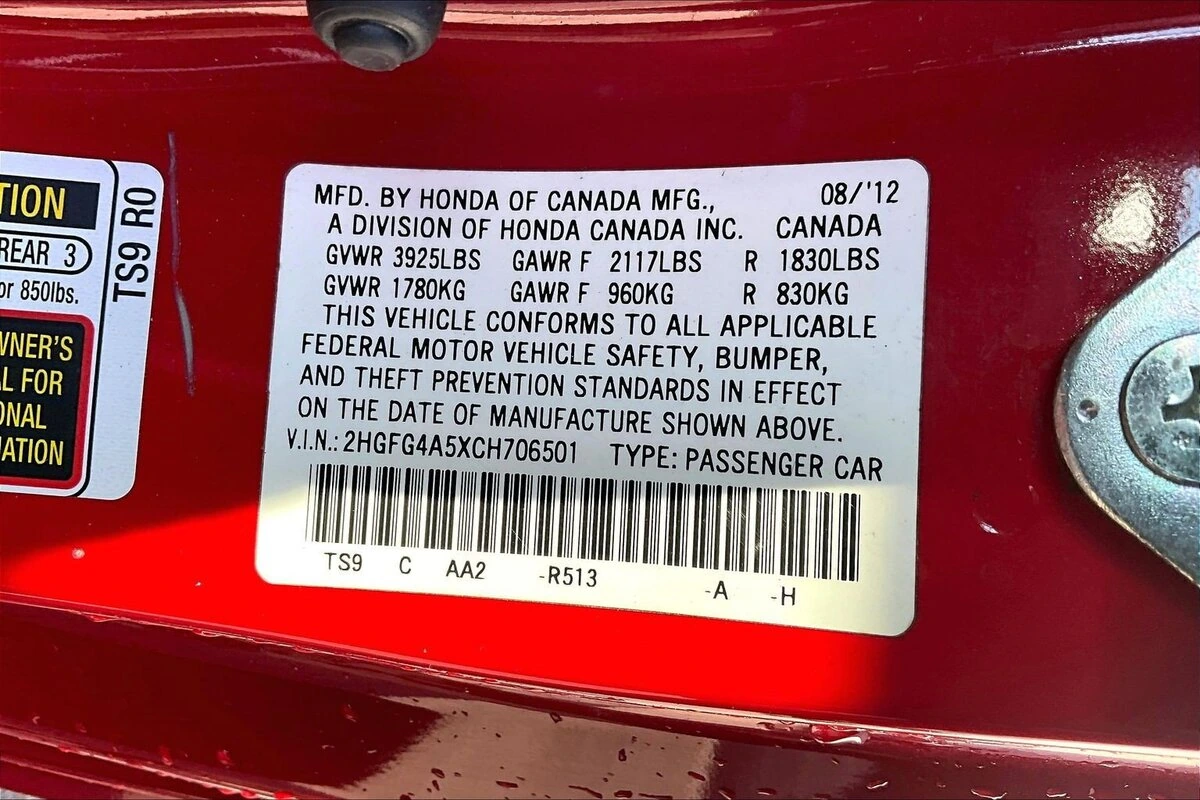 TION
REAR 3
or 850lbs.
WNER'S
AL FOR
ONAL
ATION
TS9 R0
MFD. BY HONDA OF CANADA MFG., 08/'12
A DIVISION OF HONDA CANADA INC. CANADA
GVWR 3925LBS GAWR F 2117LBS R 1830LBS
GVWR 1780KG GAWR F 960KG R 830KG
THIS VEHICLE CONFORMS TO ALL APPLICABLE
FEDERAL MOTOR VEHICLE SAFETY, BUMPER,
AND THEFT PREVENTION STANDARDS IN EFFECT
ON THE DATE OF MANUFACTURE SHOWN ABOVE.
V.I.N.: 2HGFG4A5XCH706501 TYPE: PASSENGER CAR
TS9 C AA2 -R513 -A -H